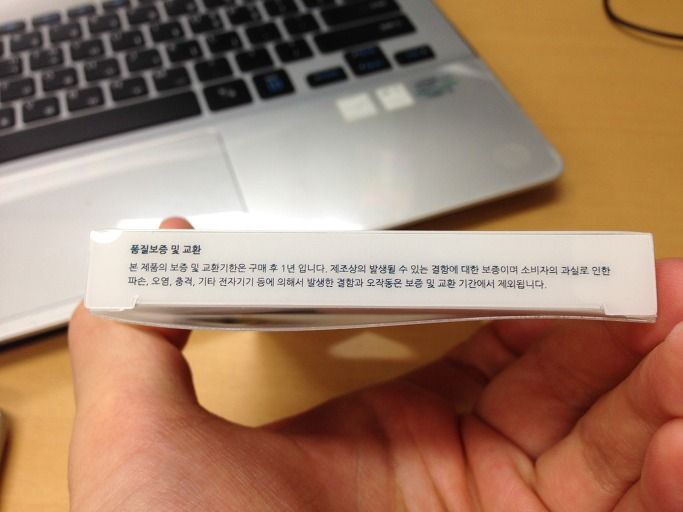 품질보증 및 교환
본 제품의 보증 및 교환기한은 구매 후 1년 입니다. 제조상의 발생될 수 있는 결함에 대한 보증이며 소비자의 과실로 인한
파손, 오염, 충격, 기타 전자기기 등에 의해서 발생한 결함과 오작동은 보증 및 교환 기간에서 제외됩니다.